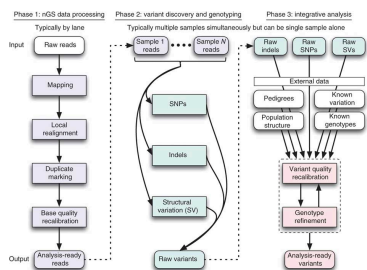 Phase 1: nGS data processing
Typically by lane
Input
Raw reads
Mapping
Local
realignment
Duplicate
marking
Base quality
recalibration
Output
Analysis-ready
reads
Phase 2: variant discovery and genotyping
Typically multiple samples simultaneously but can be single sample alone
Sample 1
reads
Sample N
reads
SNPs
Indels
Structural
variation (SV)
Raw variants
Phase 3: integrative analysis
Raw
indels
Raw
SNPs
Raw
SVs
External data
Pedigrees
Known
variation
Population
structure
Known
genotypes
Variant quality
recalibration
Genotype
refinement
Analysis-ready
variants